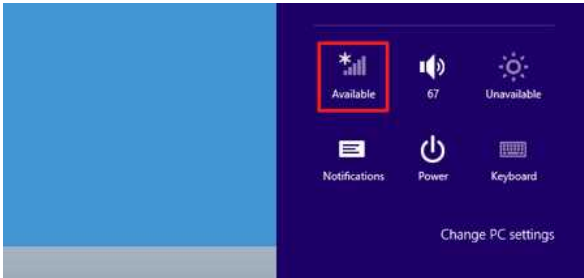 Available 67 Unavailable
Notifications Power Keyboard
Change PC settings